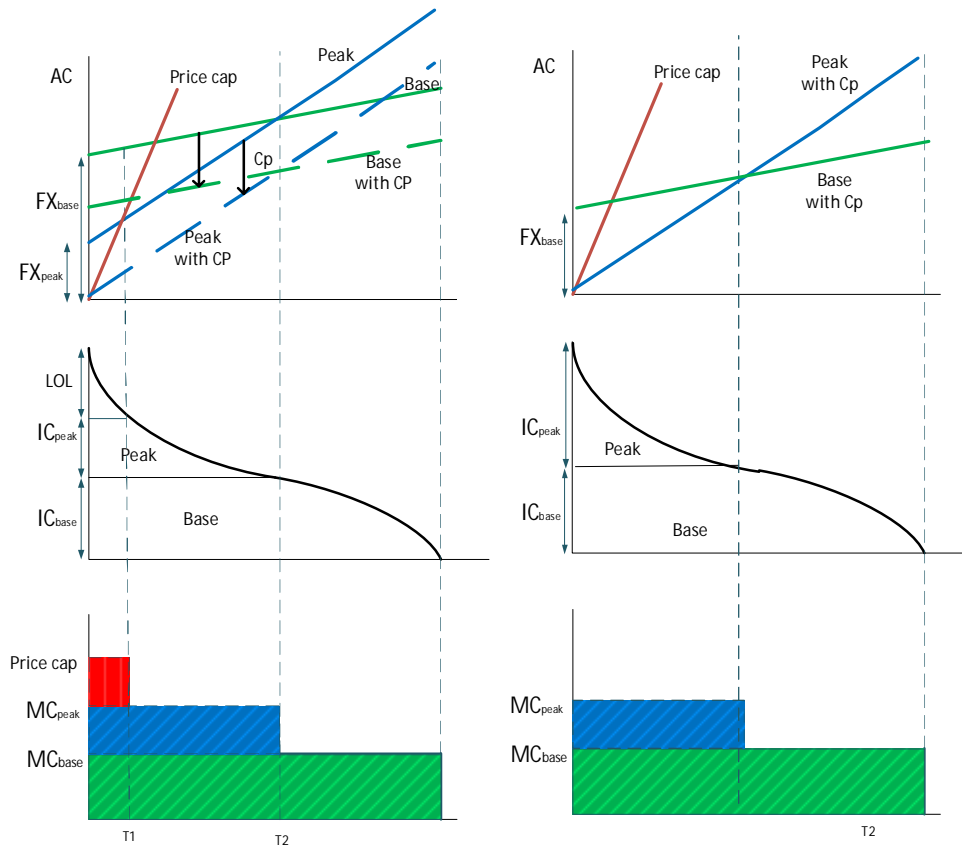 AC
Price cap
Peak
Base
Cp
Base
with CP
FXbase
FXpeak
Peak
with CP
LOL
ICpeak
Peak
ICbase
Base
Price cap
MCpeak
MCbase
T1
T2
AC
Price cap
Peak
with Cp
Base
with Cp
FXbase
ICpeak
Peak
ICbase
Base
MCpeak
MCbase
T2